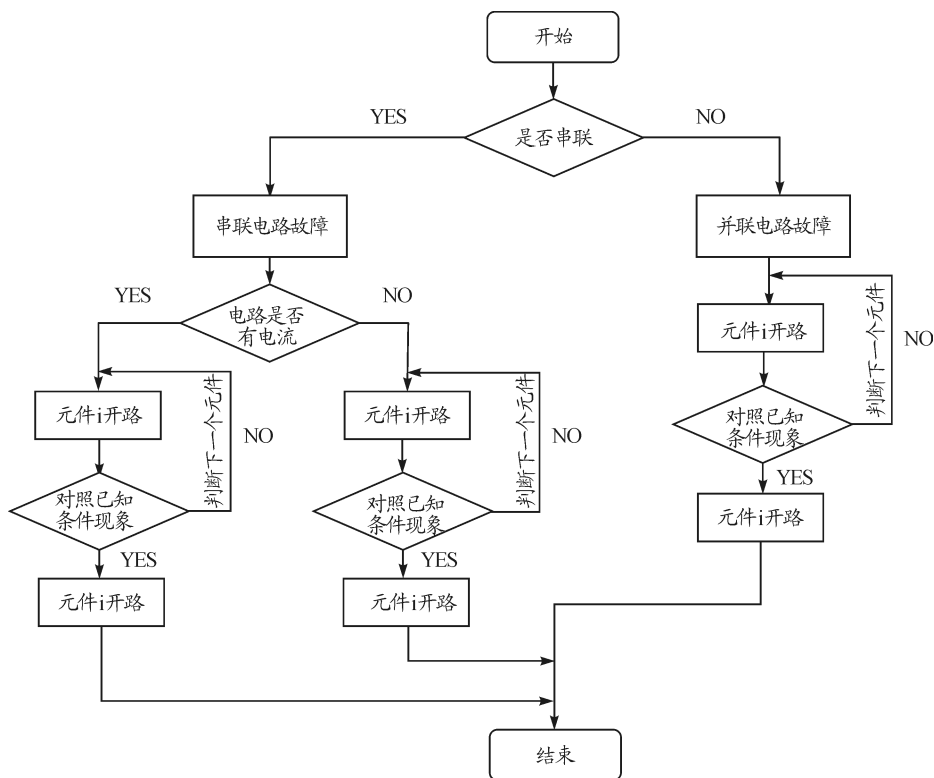 开始
YES
是否串联
NO
串联电路故障
并联电路故障
YES
电路是否
有电流
NO
元件i开路
判断下一个元件
NO
元件i开路
判断下一个元件
NO
元件i开路
判断下一个元件
NO
对照已知
条件现象
对照已知
条件现象
对照已知
条件现象
YES
YES
YES
元件i开路
元件i开路
元件i开路
结束